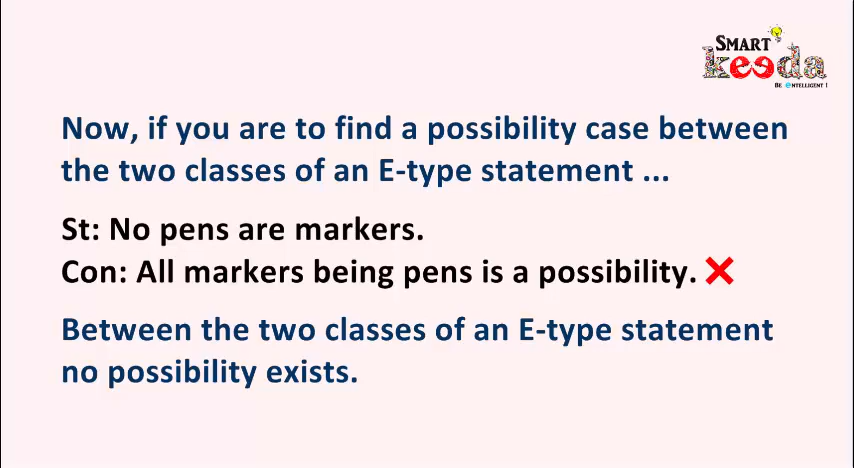 SMART
keeda
BE eNTELLIGENT !
Now, if you are to find a possibility case between
the two classes of an E-type statement ...
St: No pens are markers.
Con: All markers being pens is a possibility. ❌
Between the two classes of an E-type statement
no possibility exists.